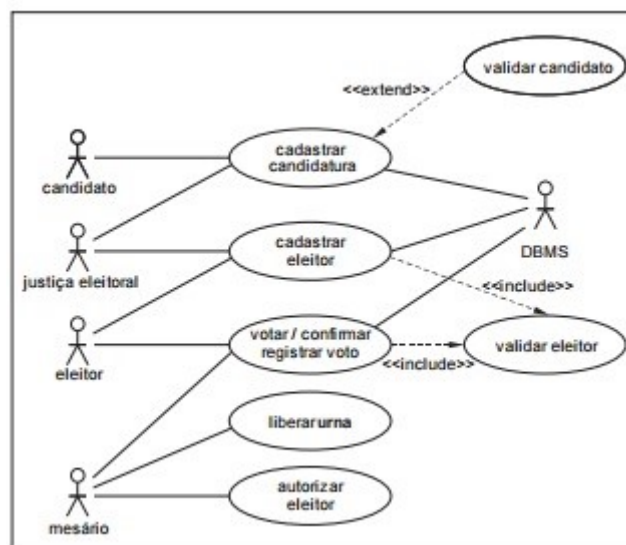 validar candidato
<<extend>>
cadastrar
candidatura
candidato
cadastrar
eleitor
DBMS
justiça eleitoral
<<include>>
votar / confirmar
registrar voto
validar eleitor
<<include>>
eleitor
liberar urna
autorizar
eleitor
mesário